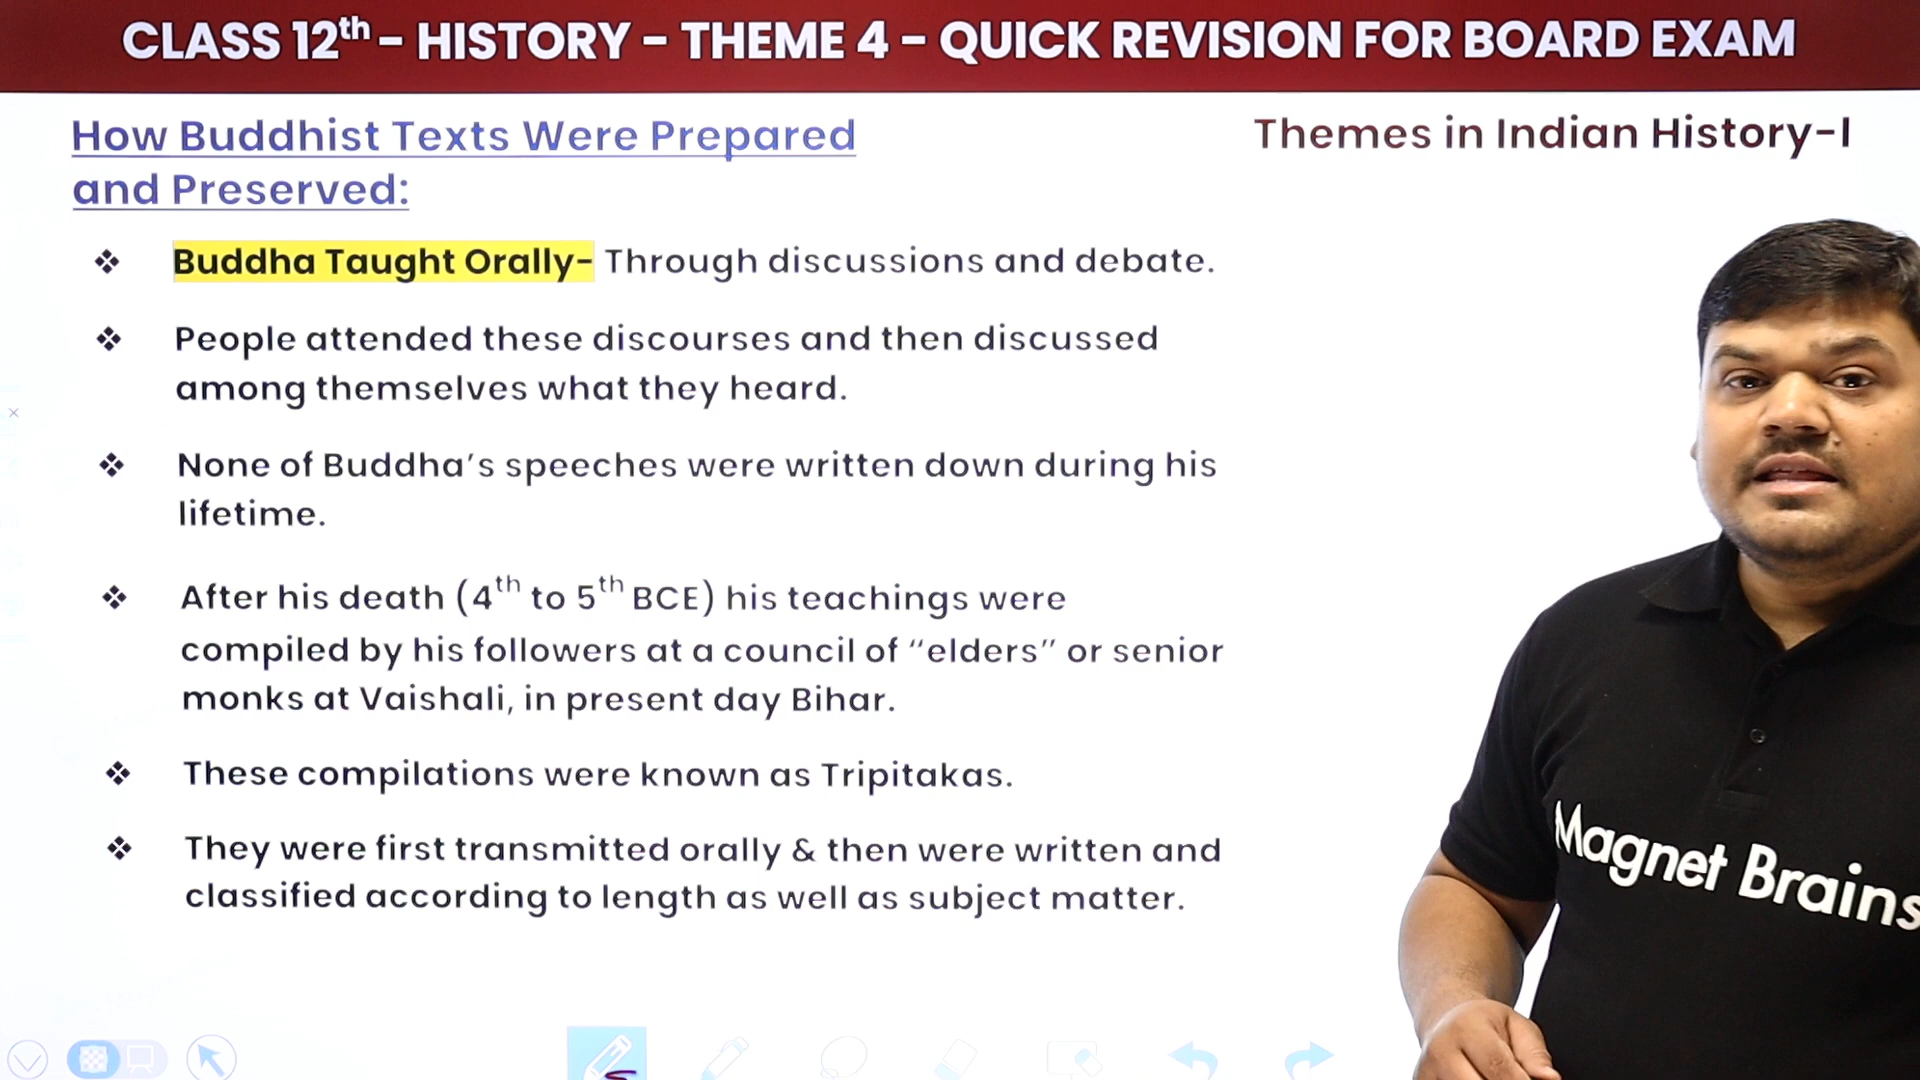 CLASS 12th - HISTORY - THEME 4 - QUICK REVISION FOR BOARD EXAM
How Buddhist Texts Were Prepared
and Preserved:
Themes in Indian History-I
❖ Buddha Taught Orally- Through discussions and debate.
❖ People attended these discourses and then discussed
among themselves what they heard.
❖ None of Buddha's speeches were written down during his
lifetime.
❖ After his death (4th to 5th BCE) his teachings were
compiled by his followers at a council of "elders" or senior
monks at Vaishali, in present day Bihar.
❖ These compilations were known as Tripitakas.
❖ They were first transmitted orally & then were written and
classified according to length as well as subject matter.
Magnet Brains